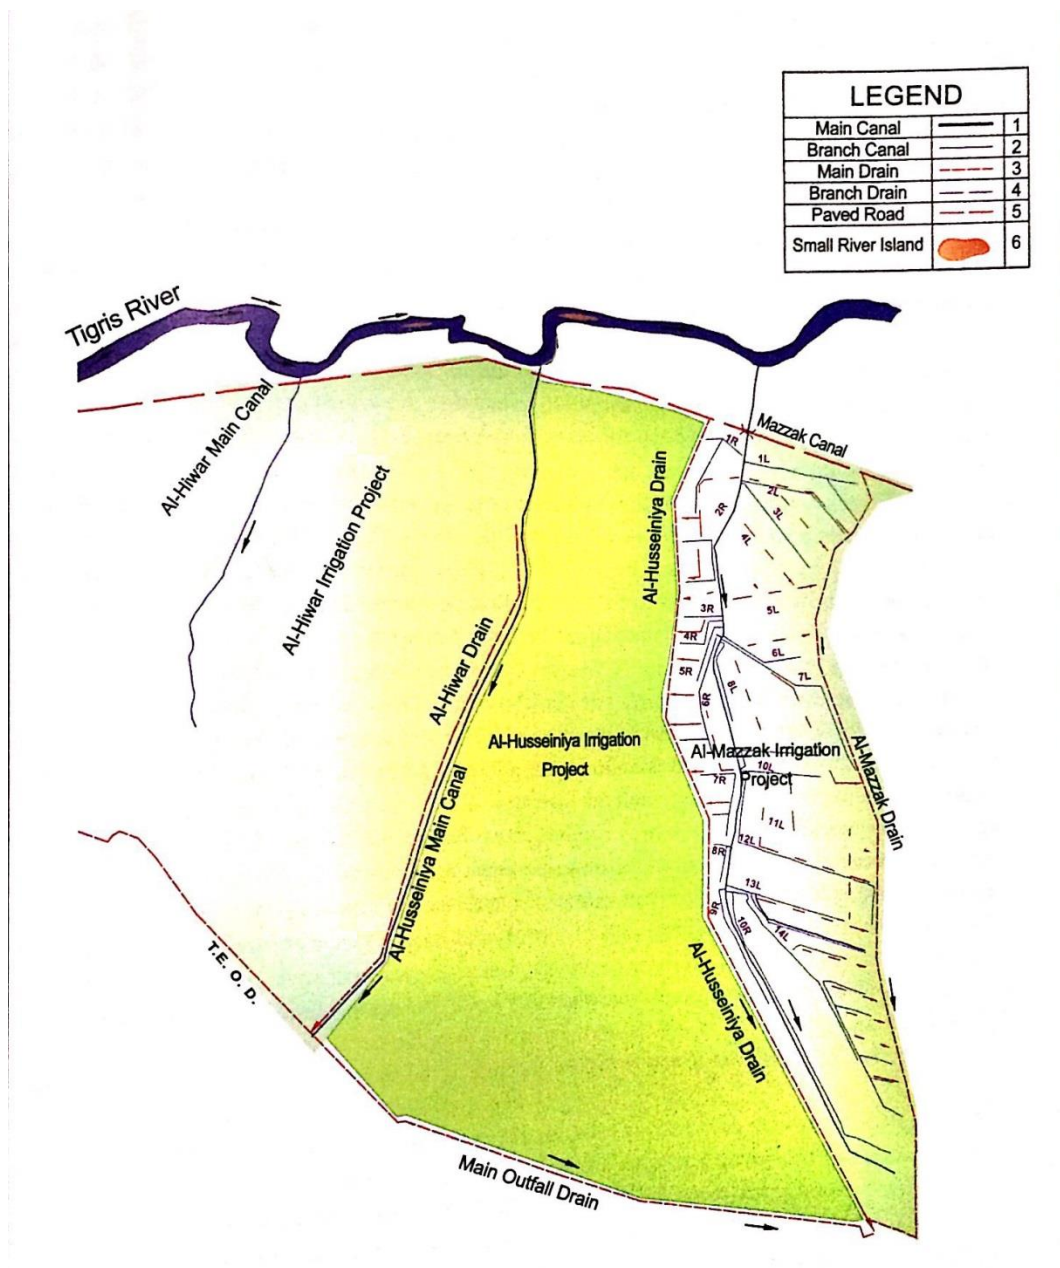 LEGEND
Main Canal 1
Branch Canal 2
Main Drain 3
Branch Drain 4
Paved Road 5
Small River Island 6
Tigris River
Al-Hiwar Main Canal
Al-Hiwar Irrigation Project
Mazzak Canal
1R
1L
2L
3L
2R
4L
Al-Husseiniya Drain
3R
5L
4R
6L
5R
7L
8L
6R
Al-Hiwar Drain
Al-Husseiniya Irrigation
Project
Al-Mazzak Irrigation
Project
10L
7R
Al-Mazzak Drain
11L
12L
8R
Al-Husseiniya Main Canal
13L
9R
10R
14L
T.E. O. D.
Al-Husseiniya Drain
Main Outfall Drain